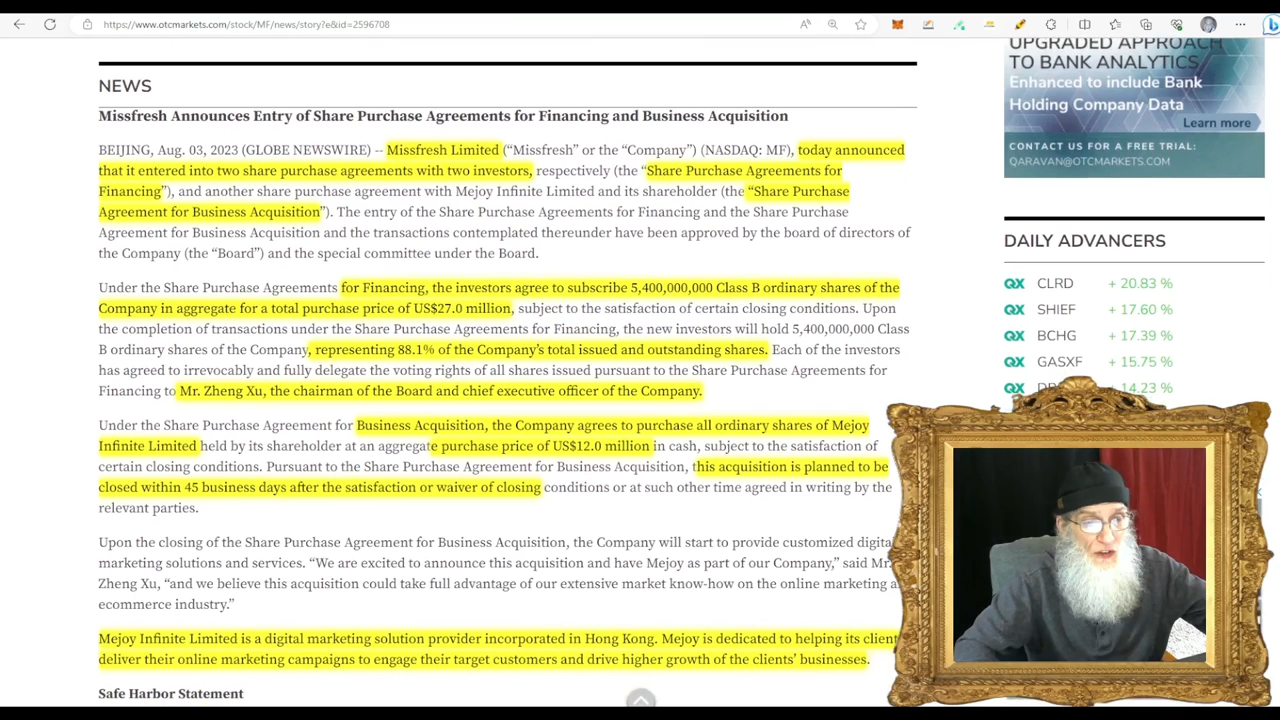 https://www.otcmarkets.com/stock/MF/news/story?e&id=2596708
NEWS
Missfresh Announces Entry of Share Purchase Agreements for Financing and Business Acquisition
BEIJING, Aug. 03, 2023 (GLOBE NEWSWIRE) -- Missfresh Limited (“Missfresh” or the “Company”) (NASDAQ: MF), today announced
that it entered into two share purchase agreements with two investors, respectively (the “Share Purchase Agreements for
Financing”), and another share purchase agreement with Mejoy Infinite Limited and its shareholder (the “Share Purchase
Agreement for Business Acquisition”). The entry of the Share Purchase Agreements for Financing and the Share Purchase
Agreement for Business Acquisition and the transactions contemplated thereunder have been approved by the board of directors of
the Company (the “Board”) and the special committee under the Board.
Under the Share Purchase Agreements for Financing, the investors agree to subscribe 5,400,000,000 Class B ordinary shares of the
Company in aggregate for a total purchase price of US$27.0 million, subject to the satisfaction of certain closing conditions. Upon
the completion of transactions under the Share Purchase Agreements for Financing, the new investors will hold 5,400,000,000 Class
B ordinary shares of the Company, representing 88.1% of the Company’s total issued and outstanding shares. Each of the investors
has agreed to irrevocably and fully delegate the voting rights of all shares issued pursuant to the Share Purchase Agreements for
Financing to Mr. Zheng Xu, the chairman of the Board and chief executive officer of the Company.
Under the Share Purchase Agreement for Business Acquisition, the Company agrees to purchase all ordinary shares of Mejoy
Infinite Limited held by its shareholder at an aggregate purchase price of US$12.0 million in cash, subject to the satisfaction of
certain closing conditions. Pursuant to the Share Purchase Agreement for Business Acquisition, this acquisition is planned to be
closed within 45 business days after the satisfaction or waiver of closing conditions or at such other time agreed in writing by the
relevant parties.
Upon the closing of the Share Purchase Agreement for Business Acquisition, the Company will start to provide customized digita
marketing solutions and services. “We are excited to announce this acquisition and have Mejoy as part of our Company,” said Mr.
Zheng Xu, “and we believe this acquisition could take full advantage of our extensive market know-how on the online marketing a
ecommerce industry.”
Mejoy Infinite Limited is a digital marketing solution provider incorporated in Hong Kong. Mejoy is dedicated to helping its client
deliver their online marketing campaigns to engage their target customers and drive higher growth of the clients’ businesses.
Safe Harbor Statement
UPGRADED APPROACH
TO BANK ANALYTICS
Enhanced to include Bank
Holding Company Data
Learn more
CONTACT US FOR A FREE TRIAL:
QARAVAN@OTCMARKETS.COM
DAILY ADVANCERS
QX CLRD + 20.83 %
QX SHIEF + 17.60 %
QX BCHG + 17.39 %
QX GASXF + 15.75 %
QX + 14.23 %